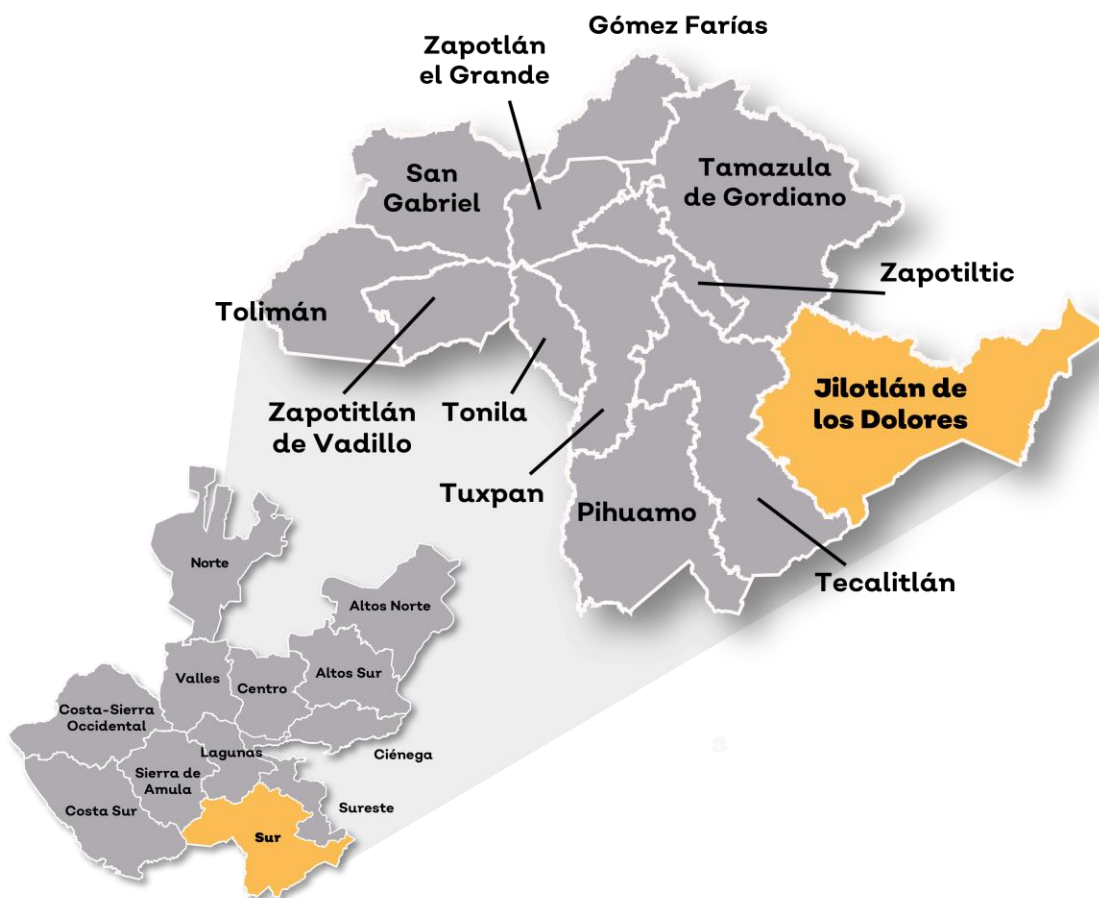 Gómez Farías
Zapotlán
el Grande
San
Gabriel
Tamazula
de Gordiano
Zapotiltic
Tolimán
Jilotlán de
los Dolores
Zapotitlán
de Vadillo
Tonila
Tuxpan
Pihuamo
Tecalitlán
Norte
Altos Norte
Valles
Centro
Altos Sur
Costa-Sierra
Occidental
Lagunas
Ciénega
Sierra de
Amula
Costa Sur
Sureste
Sur